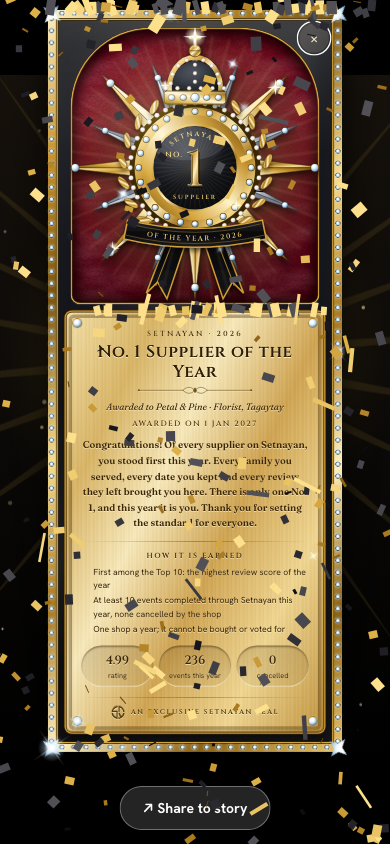 ×
SETNAYAN
NO.
1
SUPPLIER
OF THE YEAR · 2026
SETNAYAN · 2026
No. 1 Supplier of the
Year
Awarded to Petal & Pine · Florist, Tagaytay
AWARDED ON 1 JAN 2027
Congratulations! Of every supplier on Setnayan,
you stood first this year. Every family you
served, every date you kept and every review
they left brought you here. There is only one No.
1, and this year it is you. Thank you for setting
the standard for everyone.
HOW IT IS EARNED
First among the Top 10: the highest review score of the
year
At least 10 events completed through Setnayan this
year, none cancelled by the shop
One shop a year; it cannot be bought or voted for
4.99
236
0
rating
events this year
cancelled
AN EXCLUSIVE SETNAYAN SEAL
↗ Share to story